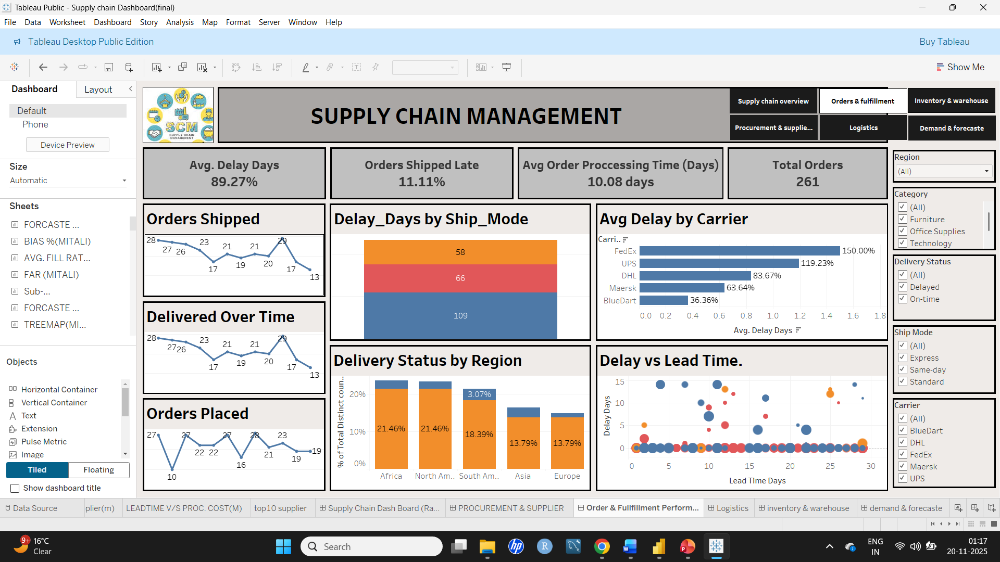 Tableau Public - Supply chain Dashboard(final)
File Data Worksheet Dashboard Story Analysis Map Format Server Window Help
Tableau Desktop Public Edition
Buy Tableau
Show Me
Dashboard
Layout
Default
Phone
Device Preview
Size
Automatic
Sheets
FORCASTE ...
BIAS %(MITALI)
AVG. FILL RAT...
FAR (MITALI)
Sub-...
FORCASTE ...
TREEMAP(MI...
Objects
Horizontal Container
Vertical Container
Text
Extension
Pulse Metric
Image
Tiled
Floating
Show dashboard title
SCM
SUPPLY CHAIN
MANAGEMENT
SUPPLY CHAIN MANAGEMENT
Supply chain overview
Orders & fulfillment
Inventory & warehouse
Procurement & supplie...
Logistics
Demand & forecaste
Avg. Delay Days
89.27%
Orders Shipped Late
11.11%
Avg Order Proccessing Time (Days)
10.08 days
Total Orders
261
Orders Shipped
28 27 26 23 17 21 19 21 20 29 17 13
Delivered Over Time
28 27 26 23 17 21 19 21 20 29 17 13
Orders Placed
27 10 27 22 22 27 16 28 21 23 19 19
Delay_Days by Ship_Mode
58
66
109
Delivery Status by Region
% of Total Distinct coun..
20%
10%
0%
3.07%
21.46% 21.46% 18.39% 13.79% 13.79%
Africa North Am.. South Am.. Asia Europe
Avg Delay by Carrier
Carri..
FedEx 150.00%
UPS 119.23%
DHL 83.67%
Maersk 63.64%
BlueDart 36.36%
0.0 0.2 0.4 0.6 0.8 1.0 1.2 1.4 1.6 1.8
Avg. Delay Days
Delay vs Lead Time.
Delay Days
15
10
5
0
0 5 10 15 20 25 30
Lead Time Days
Region
(All)
Category
(All)
Furniture
Office Supplies
Technology
Delivery Status
(All)
Delayed
On-time
Ship Mode
(All)
Express
Same-day
Standard
Carrier
(All)
BlueDart
DHL
FedEx
Maersk
UPS
Data Source
plier(m)
LEADTIME V/S PROC. COST(M)
top10 supplier
Supply Chain Dash Board (Ra...
PROCUREMENT & SUPPLIER
Order & Fullfillment Perform...
Logistics
inventory & warehouse
demand & forecaste
9+
16°C
Clear
Search
hp
R
W
P
ENG
IN
01:17
20-11-2025